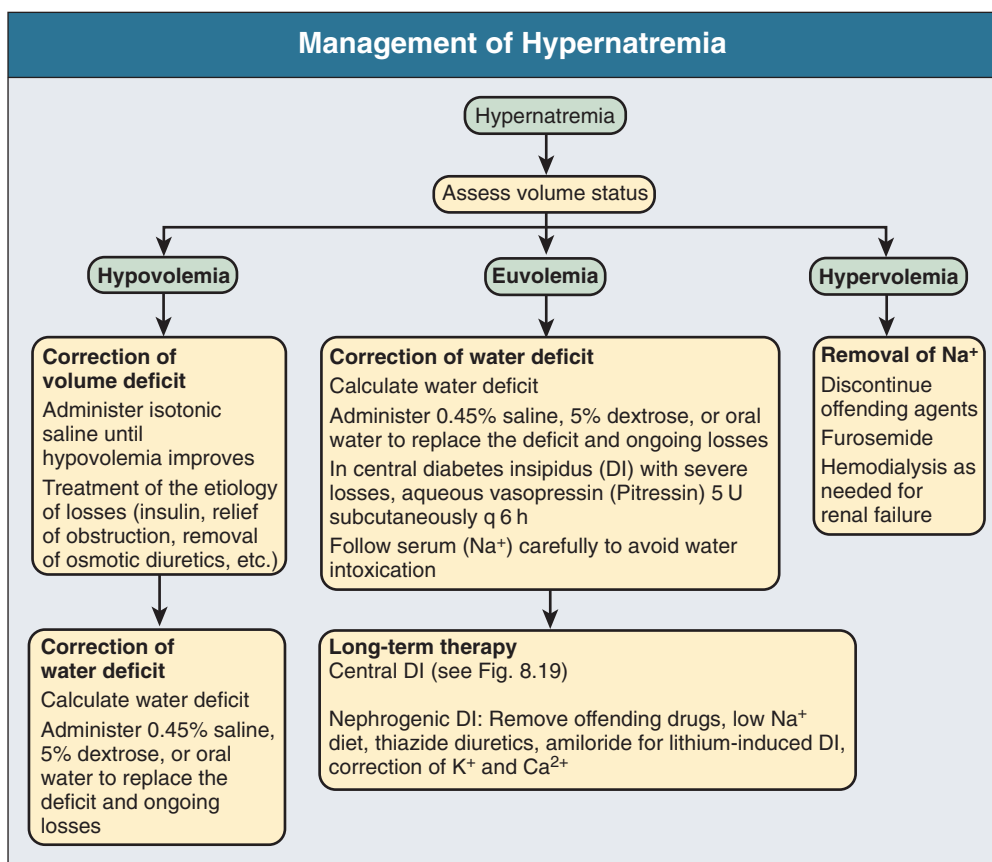 Management of Hypernatremia
Hypernatremia
Assess volume status
Hypovolemia
Euvolemia
Hypervolemia
Correction of
volume deficit
Administer isotonic
saline until
hypovolemia improves
Treatment of the etiology
of losses (insulin, relief
of obstruction, removal
of osmotic diuretics, etc.)
Correction of
water deficit
Calculate water deficit
Administer 0.45% saline,
5% dextrose, or oral
water to replace the
deficit and ongoing
losses
Correction of water deficit
Calculate water deficit
Administer 0.45% saline, 5% dextrose, or oral
water to replace the deficit and ongoing losses
In central diabetes insipidus (DI) with severe
losses, aqueous vasopressin (Pitressin) 5 U
subcutaneously q 6 h
Follow serum (Na⁺) carefully to avoid water
intoxication
Long-term therapy
Central DI (see Fig. 8.19)
Nephrogenic DI: Remove offending drugs, low Na⁺
diet, thiazide diuretics, amiloride for lithium-induced DI,
correction of K⁺ and Ca²⁺
Removal of Na⁺
Discontinue
offending agents
Furosemide
Hemodialysis as
needed for
renal failure